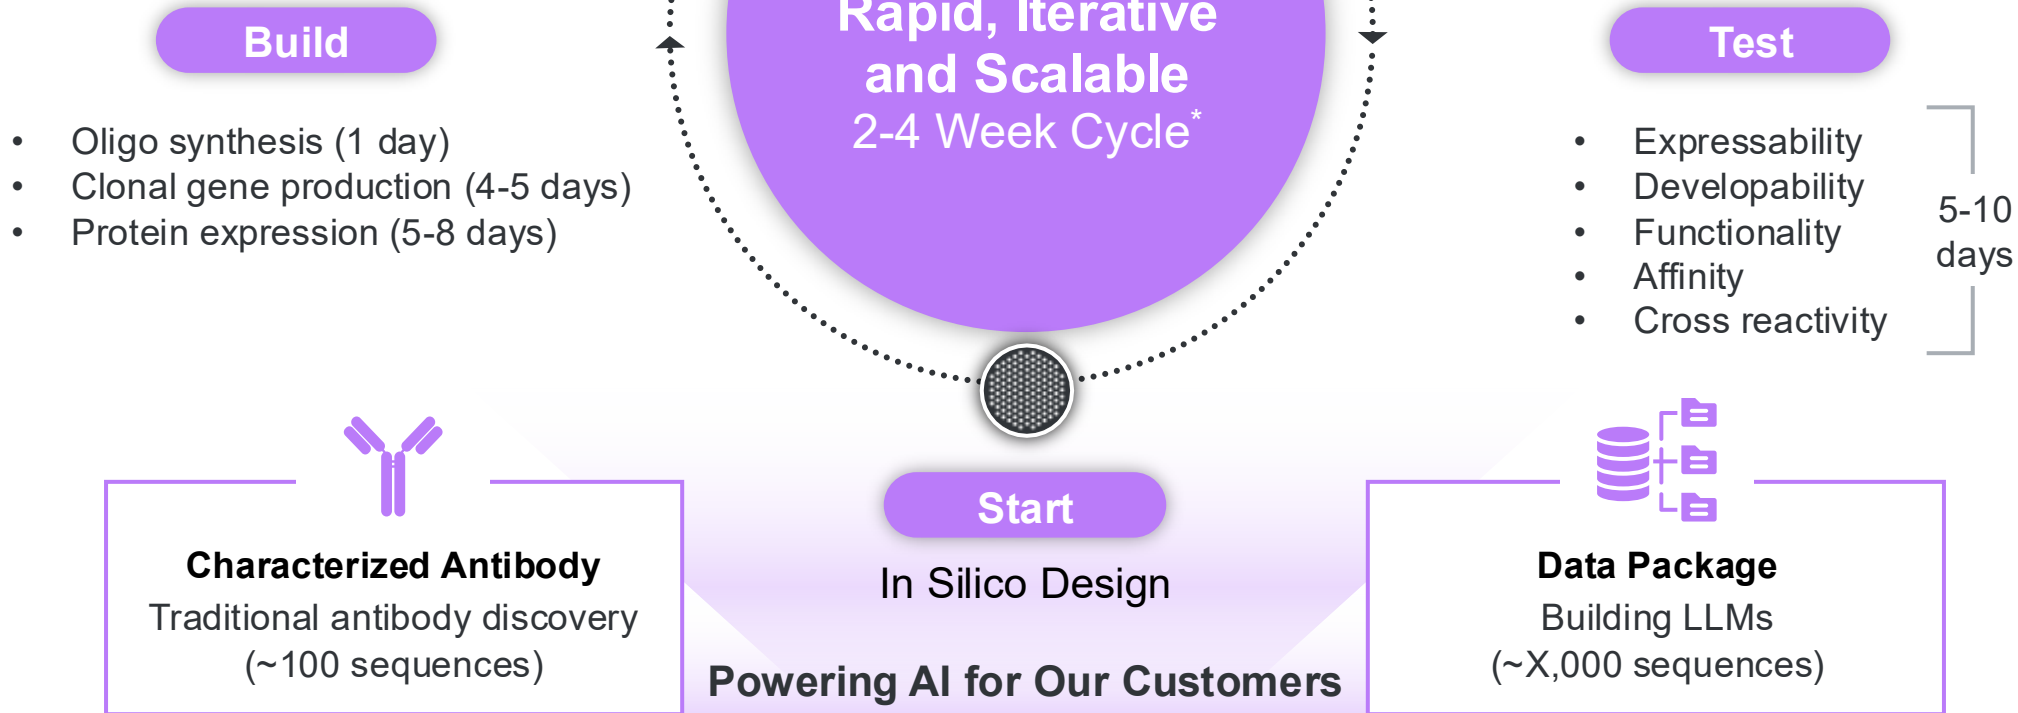 Build
• Oligo synthesis (1 day)
• Clonal gene production (4-5 days)
• Protein expression (5-8 days)
Rapid, Iterative
and Scalable
2-4 Week Cycle*
Test
• Expressability
• Developability
• Functionality
• Affinity
• Cross reactivity
5-10
days
Characterized Antibody
Traditional antibody discovery
(~100 sequences)
Start
In Silico Design
Powering AI for Our Customers
Data Package
Building LLMs
(~X,000 sequences)